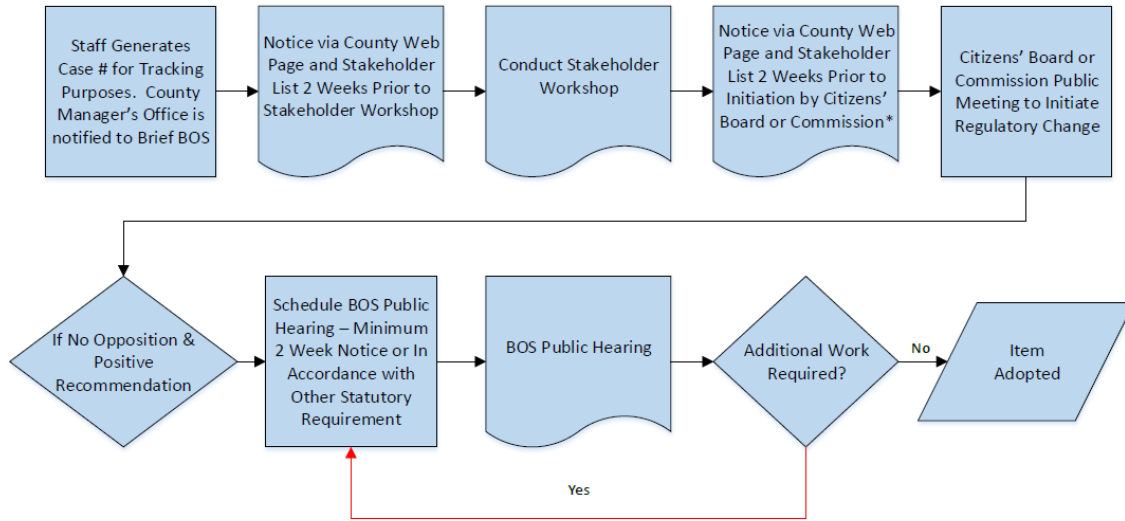 Staff Generates
Case # for Tracking
Purposes. County
Manager's Office is
notified to Brief BOS
Notice via County Web
Page and Stakeholder
List 2 Weeks Prior to
Stakeholder Workshop
Conduct Stakeholder
Workshop
Notice via County Web
Page and Stakeholder
List 2 Weeks Prior to
Initiation by Citizens'
Board or Commission*
Citizens' Board or
Commission Public
Meeting to Initiate
Regulatory Change
If No Opposition &
Positive
Recommendation
Schedule BOS Public
Hearing – Minimum
2 Week Notice or In
Accordance with
Other Statutory
Requirement
BOS Public Hearing
Additional Work
Required?
No
Item
Adopted
Yes